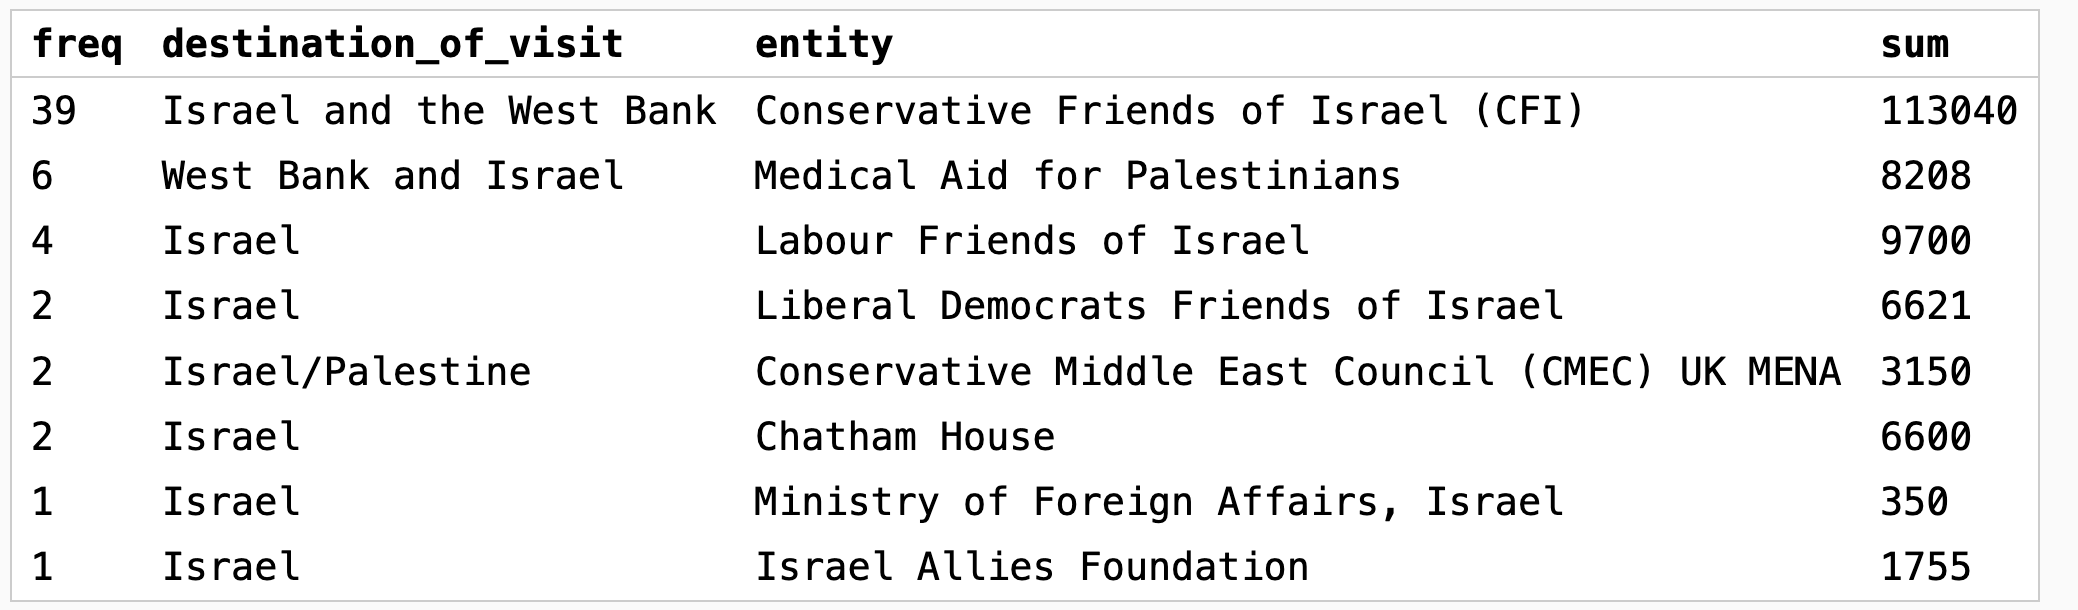 freq destination_of_visit entity sum
39 Israel and the West Bank Conservative Friends of Israel (CFI) 113040
6 West Bank and Israel Medical Aid for Palestinians 8208
4 Israel Labour Friends of Israel 9700
2 Israel Liberal Democrats Friends of Israel 6621
2 Israel/Palestine Conservative Middle East Council (CMEC) UK MENA 3150
2 Israel Chatham House 6600
1 Israel Ministry of Foreign Affairs, Israel 350
1 Israel Israel Allies Foundation 1755